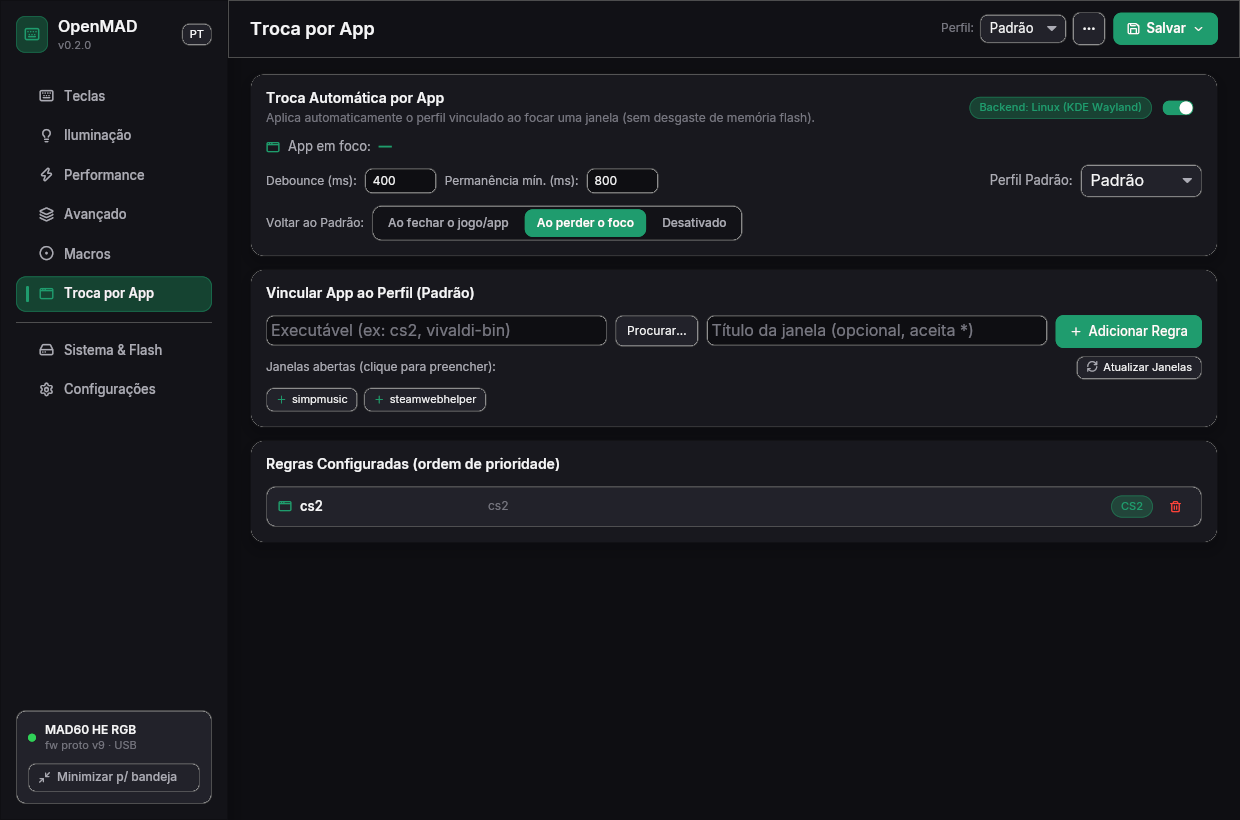 OpenMAD
v0.2.0
PT
Teclas
Iluminação
Performance
Avançado
Macros
Troca por App
Sistema & Flash
Configurações
MAD60 HE RGB
fw proto v9 · USB
Minimizar p/ bandeja
Troca por App
Perfil: Padrão ··· Salvar
Troca Automática por App
Aplica automaticamente o perfil vinculado ao focar uma janela (sem desgaste de memória flash).
Backend: Linux (KDE Wayland)
App em foco: —
Debounce (ms): 400 Permanência mín. (ms): 800 Perfil Padrão: Padrão
Voltar ao Padrão: Ao fechar o jogo/app Ao perder o foco Desativado
Vincular App ao Perfil (Padrão)
Executável (ex: cs2, vivaldi-bin) Procurar... Título da janela (opcional, aceita *) + Adicionar Regra
Janelas abertas (clique para preencher): Atualizar Janelas
+ simpmusic + steamwebhelper
Regras Configuradas (ordem de prioridade)
cs2 cs2 CS2